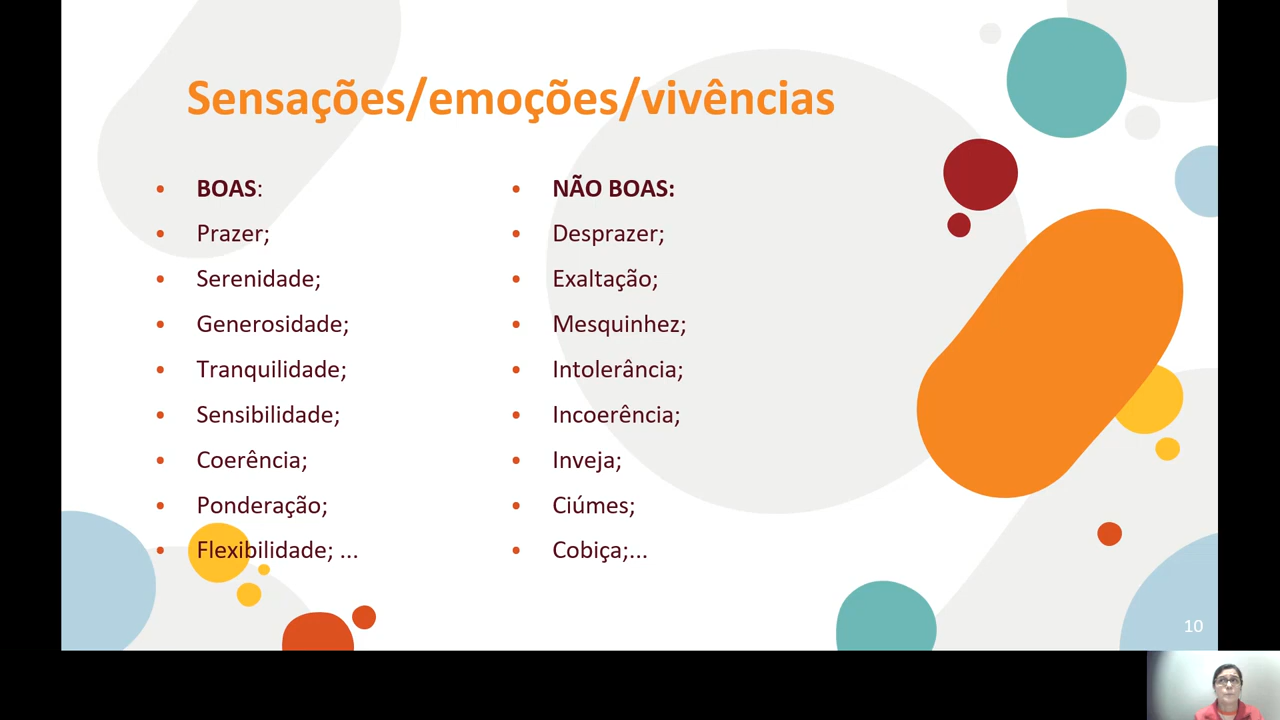 Sensações/emoções/vivências
• BOAS:
• Prazer;
• Serenidade;
• Generosidade;
• Tranquilidade;
• Sensibilidade;
• Coerência;
• Ponderação;
• Flexibilidade; ...
• NÃO BOAS:
• Desprazer;
• Exaltação;
• Mesquinhez;
• Intolerância;
• Incoerência;
• Inveja;
• Ciúmes;
• Cobiça;...
10